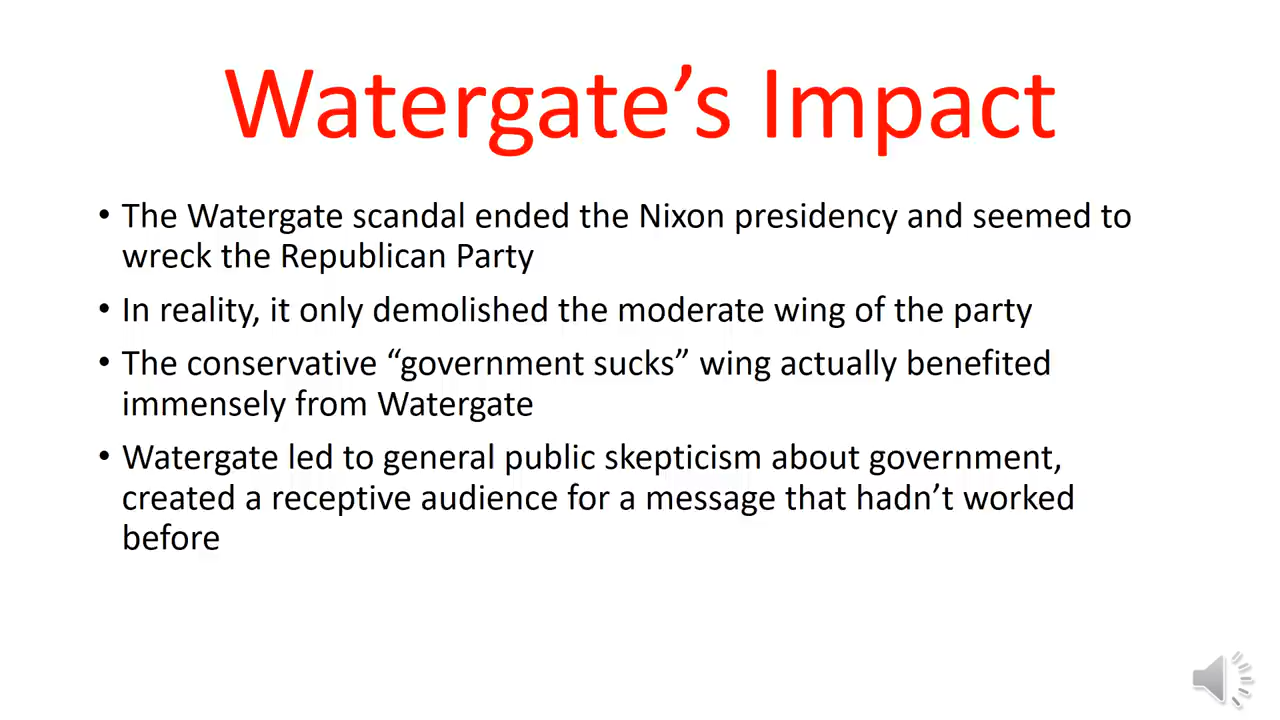 Watergate’s Impact
• The Watergate scandal ended the Nixon presidency and seemed to
wreck the Republican Party
• In reality, it only demolished the moderate wing of the party
• The conservative “government sucks” wing actually benefited
immensely from Watergate
• Watergate led to general public skepticism about government,
created a receptive audience for a message that hadn’t worked
before